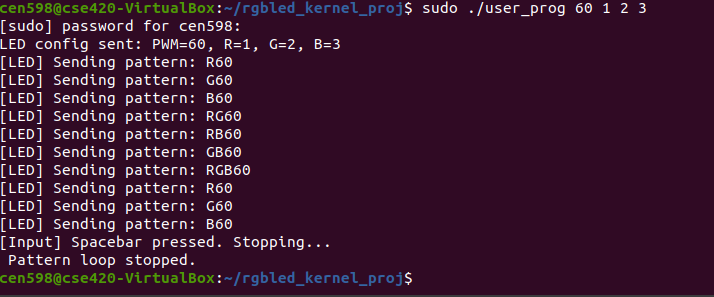 cen598@cse420-VirtualBox:~/rgbled_kernel_proj$ sudo ./user_prog 60 1 2 3
[sudo] password for cen598:
LED config sent: PWM=60, R=1, G=2, B=3
[LED] Sending pattern: R60
[LED] Sending pattern: G60
[LED] Sending pattern: B60
[LED] Sending pattern: RG60
[LED] Sending pattern: RB60
[LED] Sending pattern: GB60
[LED] Sending pattern: RGB60
[LED] Sending pattern: R60
[LED] Sending pattern: G60
[LED] Sending pattern: B60
[Input] Spacebar pressed. Stopping...
 Pattern loop stopped.
cen598@cse420-VirtualBox:~/rgbled_kernel_proj$